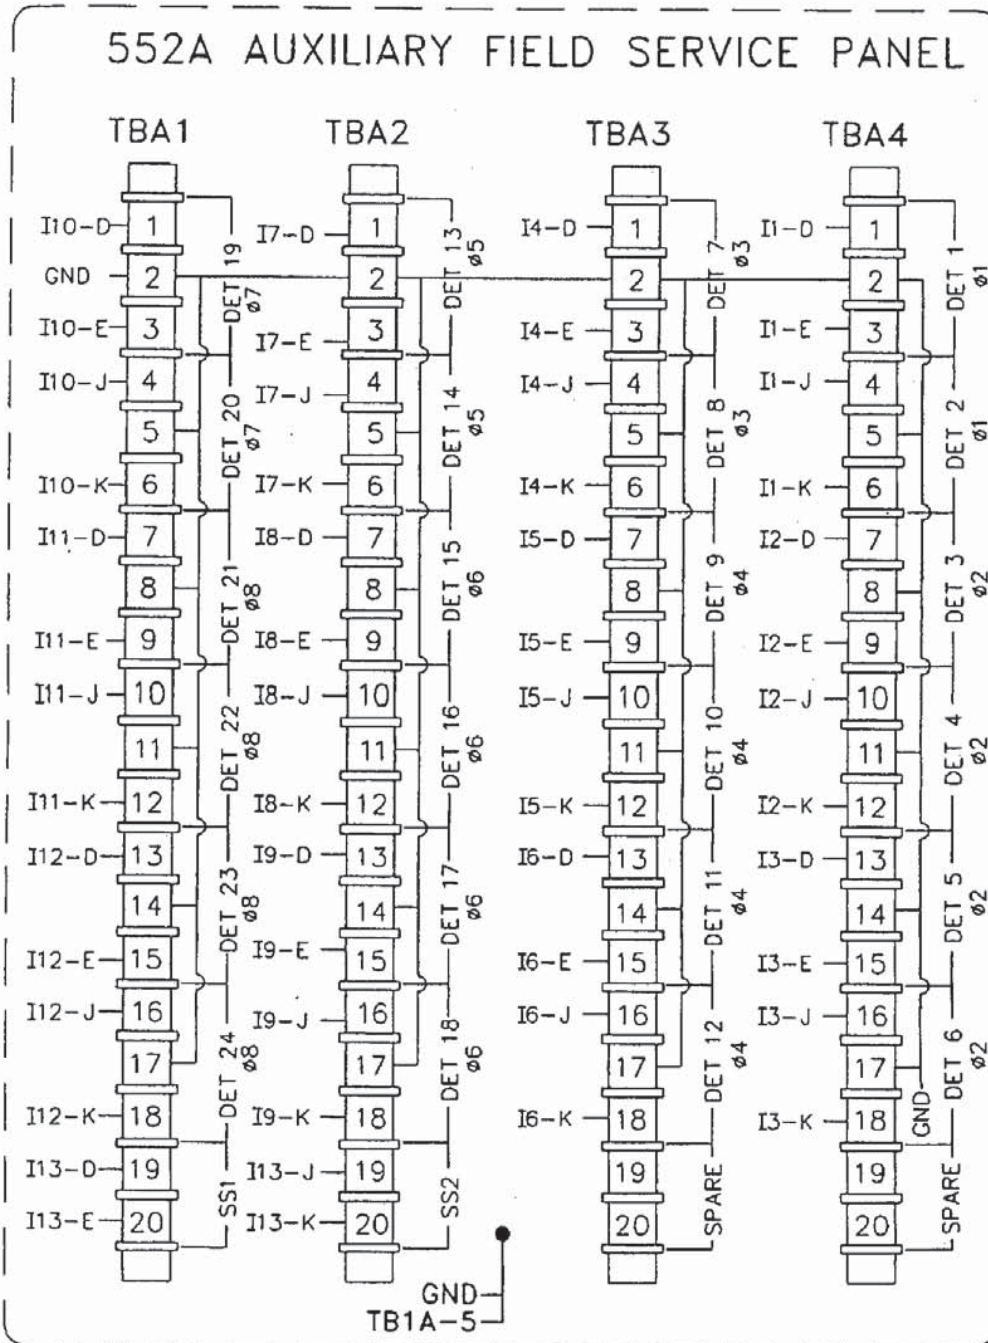 552A AUXILIARY FIELD SERVICE PANEL
TBA1
I10-D 1
GND 2
I10-E 3
I10-J 4
5
I10-K 6
I11-D 7
8
I11-E 9
I11-J 10
11
I11-K 12
I12-D 13
14
I12-E 15
I12-J 16
17
I12-K 18
I13-D 19
I13-E 20
DET 19
ø7
DET 20
ø7
DET 21
ø8
DET 22
ø8
DET 23
ø8
DET 24
ø8
SS1
TBA2
I7-D 1
2
I7-E 3
I7-J 4
5
I7-K 6
I8-D 7
8
I8-E 9
I8-J 10
11
I8-K 12
I9-D 13
14
I9-E 15
I9-J 16
17
I9-K 18
I13-J 19
I13-K 20
DET 13
ø5
DET 14
ø5
DET 15
ø6
DET 16
ø6
DET 17
ø6
DET 18
ø6
SS2
TBA3
I4-D 1
2
I4-E 3
I4-J 4
5
I4-K 6
I5-D 7
8
I5-E 9
I5-J 10
11
I5-K 12
I6-D 13
14
I6-E 15
I6-J 16
17
I6-K 18
19
20
DET 7
ø3
DET 8
ø3
DET 9
ø4
DET 10
ø4
DET 11
ø4
DET 12
ø4
SPARE
TBA4
I1-D 1
2
I1-E 3
I1-J 4
5
I1-K 6
I2-D 7
8
I2-E 9
I2-J 10
11
I2-K 12
I3-D 13
14
I3-E 15
I3-J 16
17
I3-K 18
19
20
GND
DET 1
ø1
DET 2
ø1
DET 3
ø2
DET 4
ø2
DET 5
ø2
DET 6
ø2
SPARE
GND
TB1A-5